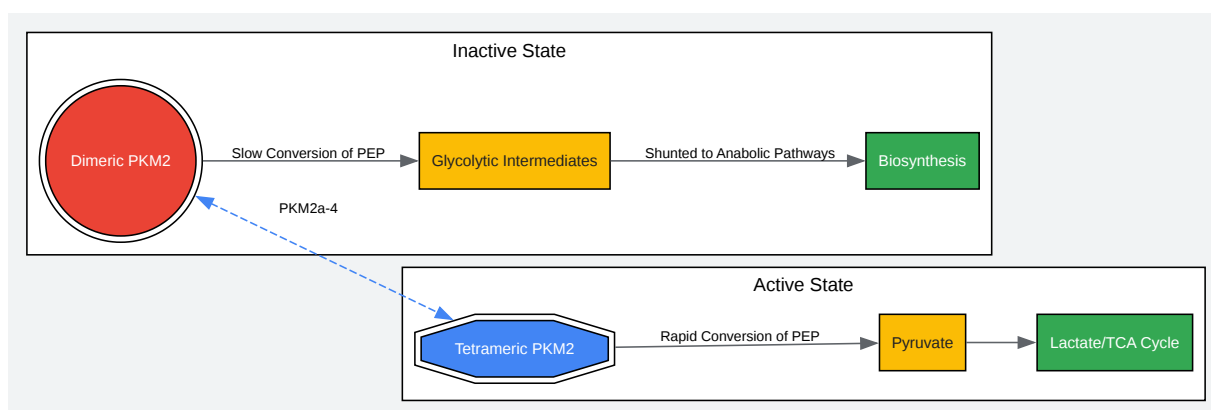 Inactive State
Dimeric PKM2
Slow Conversion of PEP
Glycolytic Intermediates
Shunted to Anabolic Pathways
Biosynthesis
PKM2a-4
Active State
Tetrameric PKM2
Rapid Conversion of PEP
Pyruvate
Lactate/TCA Cycle